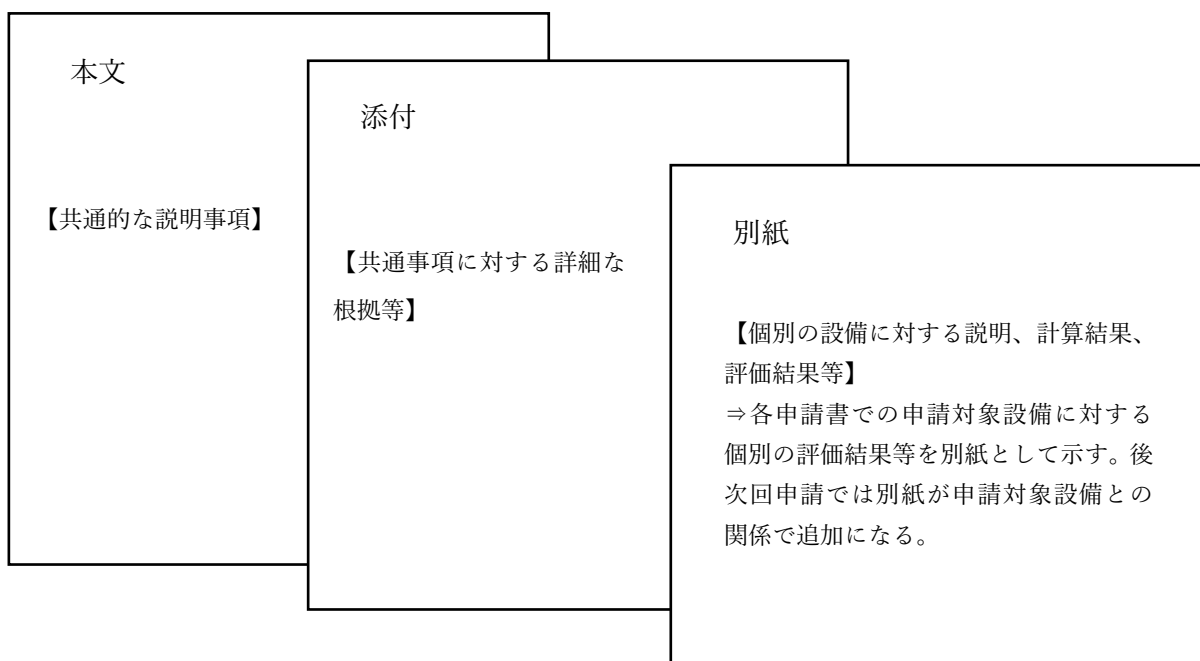 本文
【共通的な説明事項】
添付
【共通事項に対する詳細な
根拠等】
別紙
【個別の設備に対する説明、計算結果、
評価結果等】
⇒各申請書での申請対象設備に対する
個別の評価結果等を別紙として示す。後
次回申請では別紙が申請対象設備との
関係で追加になる。